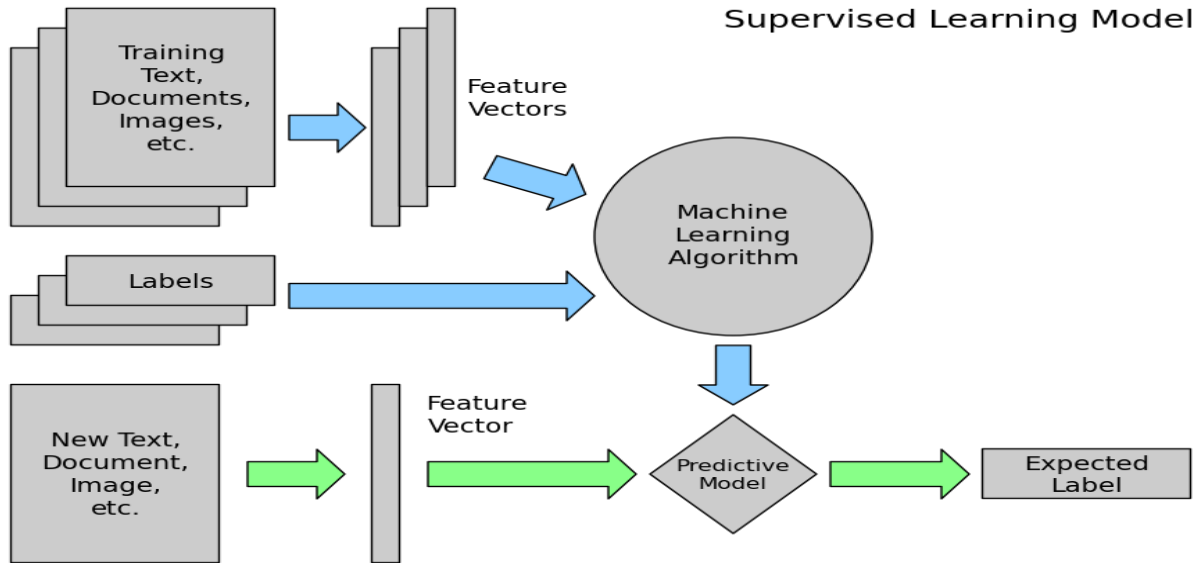 Supervised Learning Model
Training
Text,
Documents,
Images,
etc.
Feature
Vectors
Machine
Learning
Algorithm
Labels
New Text,
Document,
Image,
etc.
Feature
Vector
Predictive
Model
Expected
Label